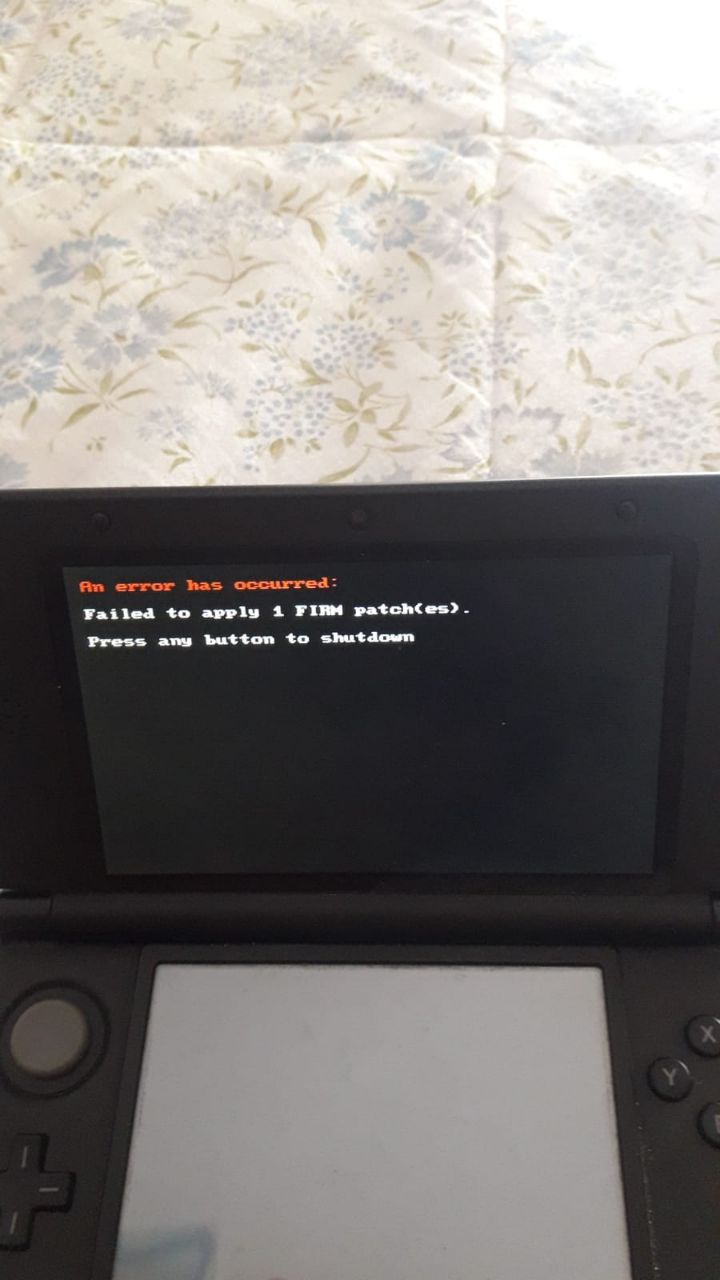 An error has occurred:
Failed to apply 1 FIRM patch(es).
Press any button to shutdown
X
Y